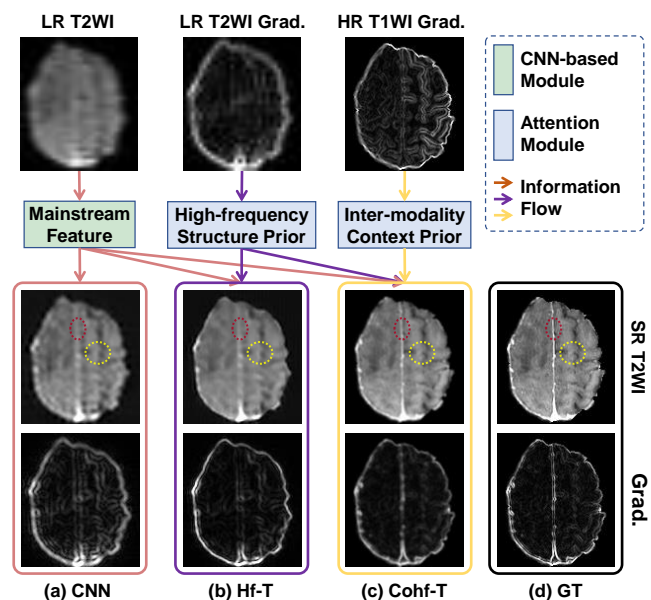 LR T2WI
LR T2WI Grad.
HR T1WI Grad.
CNN-based
Module
Attention
Module
Information
Flow
Mainstream
Feature
High-frequency
Structure Prior
Inter-modality
Context Prior
SR T2WI
Grad.
(a) CNN
(b) Hf-T
(c) Cohf-T
(d) GT